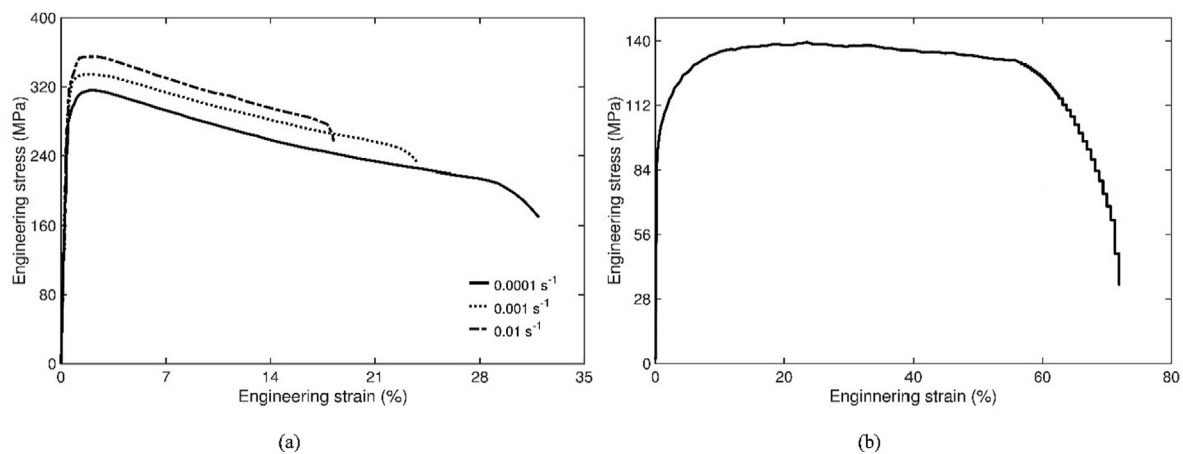 400
320
240
160
80
0
Engineering stress (MPa)
0 7 14 21 28 35
Engineering strain (%)
0.0001 s-1
0.001 s-1
0.01 s-1
(a)
140
112
84
56
28
0
Engineering stress (MPa)
0 20 40 60 80
Enginnering strain (%)
(b)